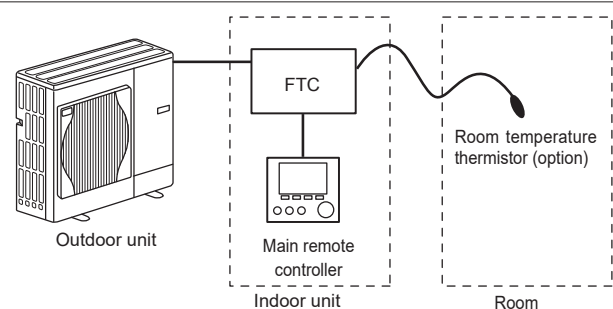 FTC
Room temperature
thermistor (option)
Outdoor unit
Main remote
controller
Indoor unit
Room